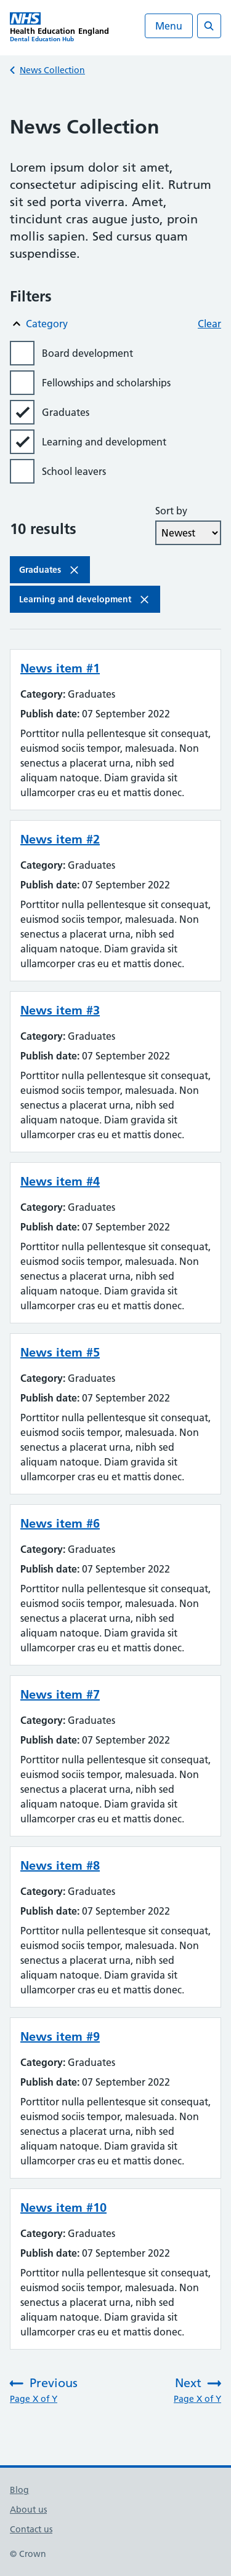 NHS
Health Education England
Dental Education Hub
Menu
News Collection
News Collection
Lorem ipsum dolor sit amet,
consectetur adipiscing elit. Rutrum
sit sed porta viverra. Amet,
tincidunt cras augue justo, proin
mollis sapien. Sed cursus quam
suspendisse.
Filters
Category
Clear
Board development
Fellowships and scholarships
Graduates
Learning and development
School leavers
10 results
Sort by
Newest
Graduates
Learning and development
News item #1
Category: Graduates
Publish date: 07 September 2022
Porttitor nulla pellentesque sit consequat,
euismod sociis tempor, malesuada. Non
senectus a placerat urna, nibh sed
aliquam natoque. Diam gravida sit
ullamcorper cras eu et mattis donec.
News item #2
Category: Graduates
Publish date: 07 September 2022
Porttitor nulla pellentesque sit consequat,
euismod sociis tempor, malesuada. Non
senectus a placerat urna, nibh sed
aliquam natoque. Diam gravida sit
ullamcorper cras eu et mattis donec.
News item #3
Category: Graduates
Publish date: 07 September 2022
Porttitor nulla pellentesque sit consequat,
euismod sociis tempor, malesuada. Non
senectus a placerat urna, nibh sed
aliquam natoque. Diam gravida sit
ullamcorper cras eu et mattis donec.
News item #4
Category: Graduates
Publish date: 07 September 2022
Porttitor nulla pellentesque sit consequat,
euismod sociis tempor, malesuada. Non
senectus a placerat urna, nibh sed
aliquam natoque. Diam gravida sit
ullamcorper cras eu et mattis donec.
News item #5
Category: Graduates
Publish date: 07 September 2022
Porttitor nulla pellentesque sit consequat,
euismod sociis tempor, malesuada. Non
senectus a placerat urna, nibh sed
aliquam natoque. Diam gravida sit
ullamcorper cras eu et mattis donec.
News item #6
Category: Graduates
Publish date: 07 September 2022
Porttitor nulla pellentesque sit consequat,
euismod sociis tempor, malesuada. Non
senectus a placerat urna, nibh sed
aliquam natoque. Diam gravida sit
ullamcorper cras eu et mattis donec.
News item #7
Category: Graduates
Publish date: 07 September 2022
Porttitor nulla pellentesque sit consequat,
euismod sociis tempor, malesuada. Non
senectus a placerat urna, nibh sed
aliquam natoque. Diam gravida sit
ullamcorper cras eu et mattis donec.
News item #8
Category: Graduates
Publish date: 07 September 2022
Porttitor nulla pellentesque sit consequat,
euismod sociis tempor, malesuada. Non
senectus a placerat urna, nibh sed
aliquam natoque. Diam gravida sit
ullamcorper cras eu et mattis donec.
News item #9
Category: Graduates
Publish date: 07 September 2022
Porttitor nulla pellentesque sit consequat,
euismod sociis tempor, malesuada. Non
senectus a placerat urna, nibh sed
aliquam natoque. Diam gravida sit
ullamcorper cras eu et mattis donec.
News item #10
Category: Graduates
Publish date: 07 September 2022
Porttitor nulla pellentesque sit consequat,
euismod sociis tempor, malesuada. Non
senectus a placerat urna, nibh sed
aliquam natoque. Diam gravida sit
ullamcorper cras eu et mattis donec.
Previous
Page X of Y
Next
Page X of Y
Blog
About us
Contact us
© Crown